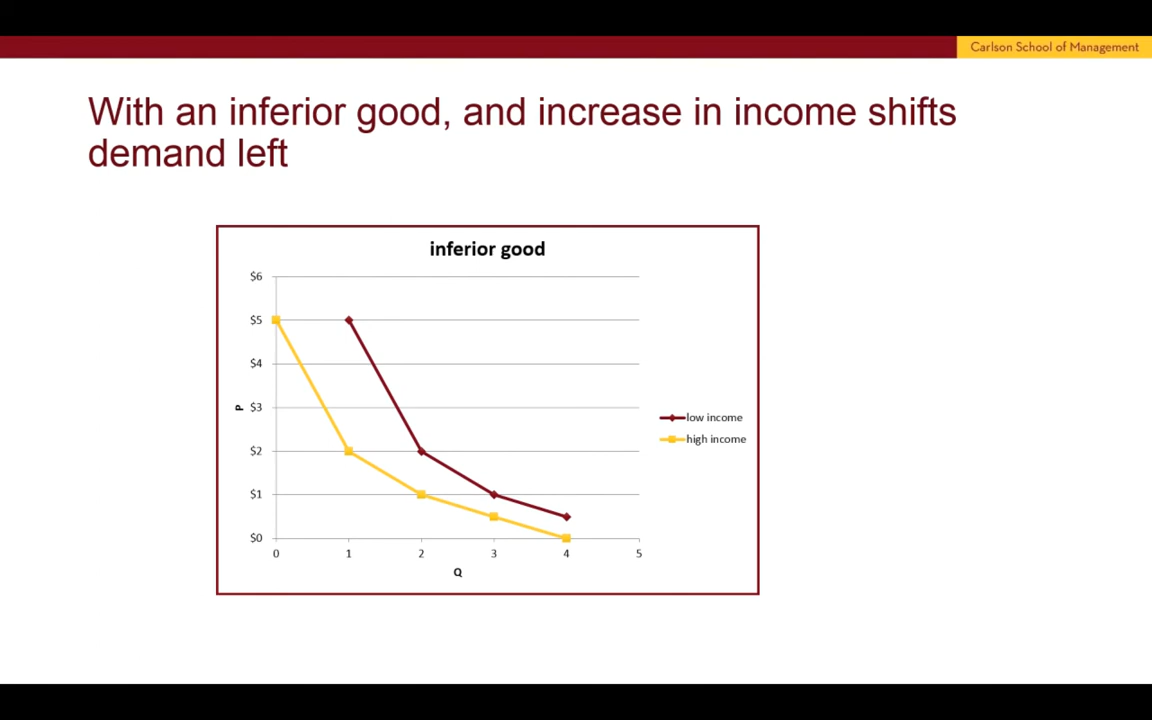 Carlson School of Management
With an inferior good, and increase in income shifts
demand left
inferior good
$6
$5
$4
$3
$2
$1
$0
P
0 1 2 3 4 5
Q
low income
high income